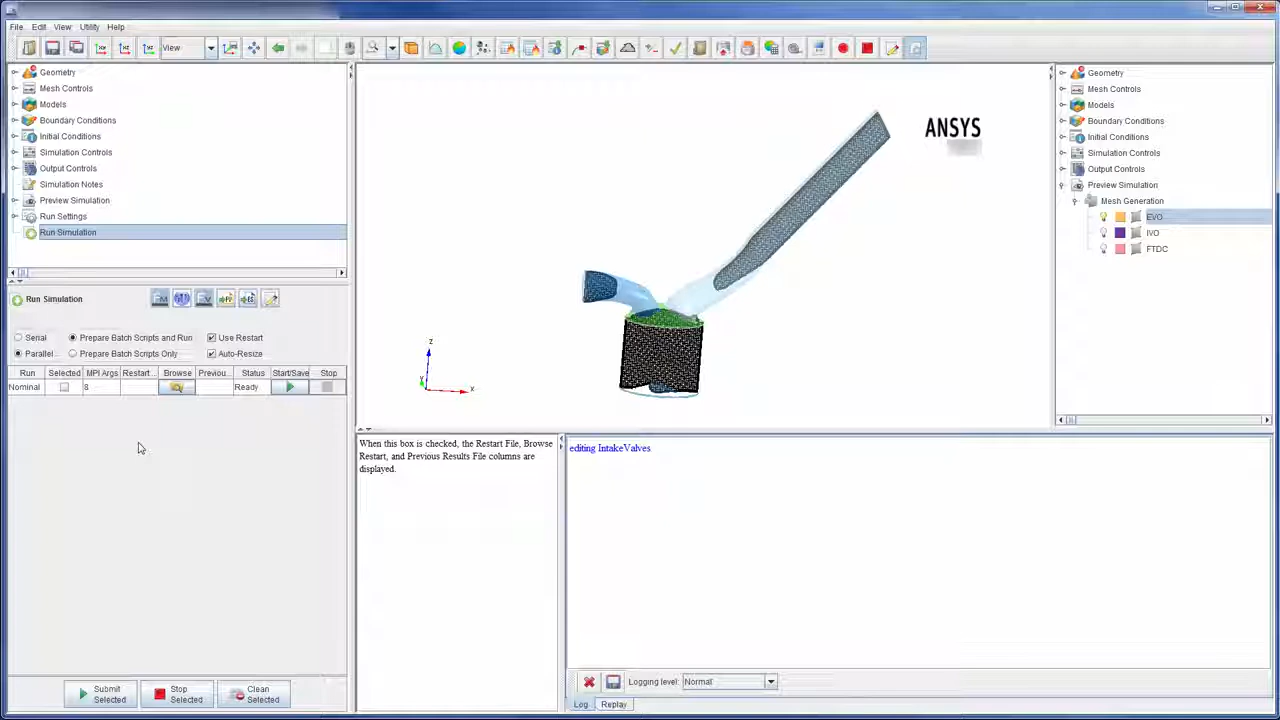 File Edit View Utility Help
View
Geometry
Mesh Controls
Models
Boundary Conditions
Initial Conditions
Simulation Controls
Output Controls
Simulation Notes
Preview Simulation
Run Settings
Run Simulation
Run Simulation
Serial Prepare Batch Scripts and Run Use Restart
Parallel... Prepare Batch Scripts Only Auto-Resize
Run Selected MPI Args Restart... Browse Previou... Status Start/Save Stop
Nominal 8 Ready
Submit Selected
Stop Selected
Clean Selected
ANSYS
Z
Y
X
When this box is checked, the Restart File, Browse
Restart, and Previous Results File columns are
displayed.
editing IntakeValves
Logging level: Normal
Log Replay
Geometry
Mesh Controls
Models
Boundary Conditions
Initial Conditions
Simulation Controls
Output Controls
Preview Simulation
Mesh Generation
EVO
IVO
FTDC